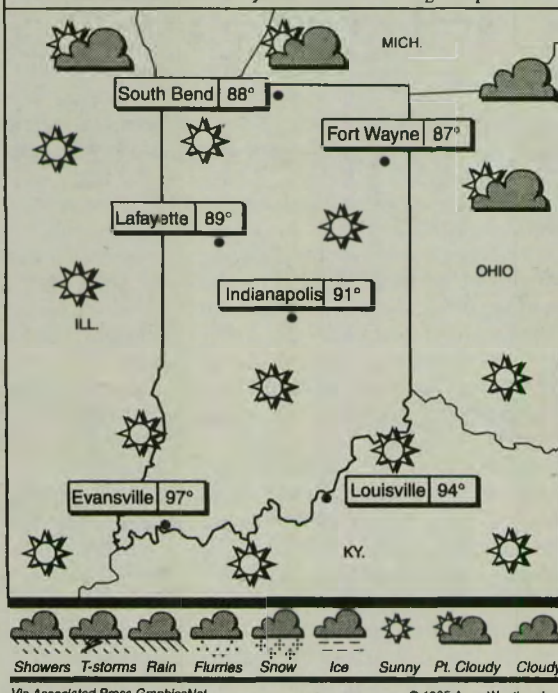 MICH.
South Bend 88°
Fort Wayne 87°
Lafayette 89°
OHIO
Indianapolis 91°
ILL.
Evansville 97°
Louisville 94°
KY.
Showers T-storms Rain Flurries Snow Ice Sunny Pt. Cloudy Cloudy
Via Associated Press GraphicsNet